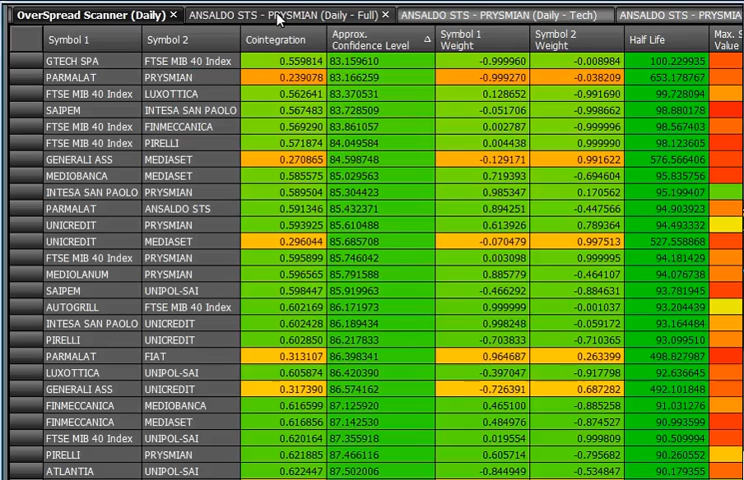 OverSpread Scanner (Daily) ✕ ANSALDO STS - PRYSMIAN (Daily - Full) ✕ ANSALDO STS - PRYSMIAN (Daily - Tech) ANSALDO STS - PRYSMIA
Symbol 1 Symbol 2 Cointegration Approx. Confidence Level Symbol 1 Weight Symbol 2 Weight Half Life Max. S Value
GTECH SPA FTSE MIB 40 Index 0.559814 83.159610 -0.999960 -0.008984 100.229935
PARMALAT PRYSMIAN 0.239078 83.166259 -0.999270 -0.038209 653.178767
FTSE MIB 40 Index LUXOTTICA 0.562641 83.370531 0.128652 -0.991690 99.728094
SAIPEM INTESA SAN PAOLO 0.567483 83.728509 -0.051706 -0.998662 98.880178
FTSE MIB 40 Index FINMECCANICA 0.569290 83.861057 0.002787 -0.999996 98.567403
FTSE MIB 40 Index PIRELLI 0.571874 84.049584 0.004438 0.999990 98.123605
GENERALI ASS MEDIASET 0.270865 84.598748 -0.129171 0.991622 576.566406
MEDIOBANCA MEDIASET 0.585575 85.029563 0.719393 -0.694604 95.835756
INTESA SAN PAOLO PRYSMIAN 0.589504 85.304423 0.985347 0.170562 95.199407
PARMALAT ANSALDO STS 0.591346 85.432371 0.894251 -0.447566 94.903923
UNICREDIT PRYSMIAN 0.593925 85.610488 0.613926 0.789364 94.493332
UNICREDIT MEDIASET 0.296044 85.685708 -0.070479 0.997513 527.558868
FTSE MIB 40 Index PRYSMIAN 0.595899 85.746042 0.003098 0.999995 94.181429
MEDIOLANUM PRYSMIAN 0.596565 85.791588 0.885779 -0.464107 94.076738
SAIPEM UNIPOL-SAI 0.598447 85.919963 -0.466292 -0.884631 93.781945
AUTOGRILL FTSE MIB 40 Index 0.602169 86.171973 0.999999 -0.001037 93.204439
INTESA SAN PAOLO UNICREDIT 0.602428 86.189434 0.998248 -0.059172 93.164484
PIRELLI UNICREDIT 0.602850 86.217833 -0.703833 -0.710365 93.099510
PARMALAT FIAT 0.313107 86.398341 0.964687 0.263399 498.827987
LUXOTTICA UNIPOL-SAI 0.605874 86.420390 -0.397047 -0.917798 92.636645
GENERALI ASS UNICREDIT 0.317390 86.574162 -0.726391 0.687282 492.101848
FINMECCANICA MEDIOBANCA 0.616599 87.125920 0.465100 -0.885258 91.031276
FINMECCANICA MEDIASET 0.616856 87.142530 0.484976 -0.874527 90.993599
FTSE MIB 40 Index UNIPOL-SAI 0.620164 87.355918 0.019554 0.999809 90.509994
PIRELLI PRYSMIAN 0.621885 87.466116 0.605714 -0.795682 90.260552
ATLANTIA UNIPOL-SAI 0.622447 87.502006 -0.844949 -0.534847 90.179355